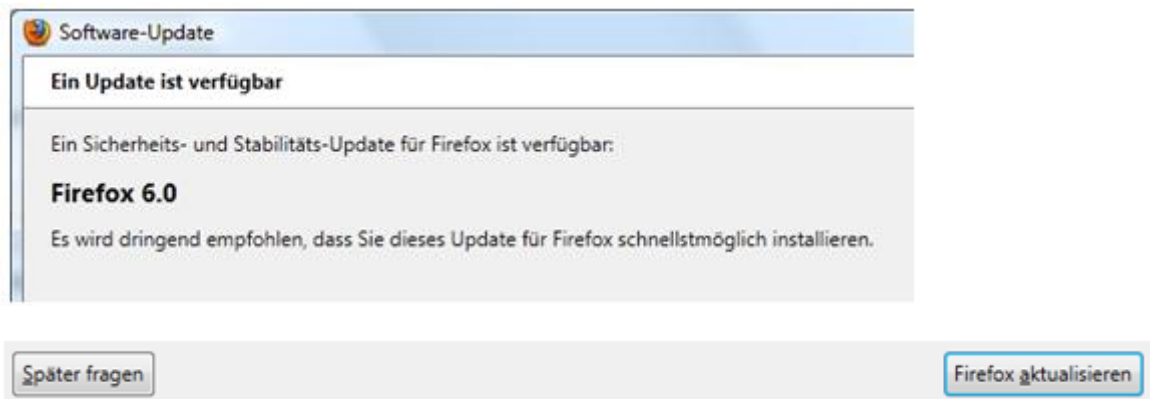 Software-Update
Ein Update ist verfügbar
Ein Sicherheits- und Stabilitäts-Update für Firefox ist verfügbar:
Firefox 6.0
Es wird dringend empfohlen, dass Sie dieses Update für Firefox schnellstmöglich installieren.
Später fragen
Firefox aktualisieren